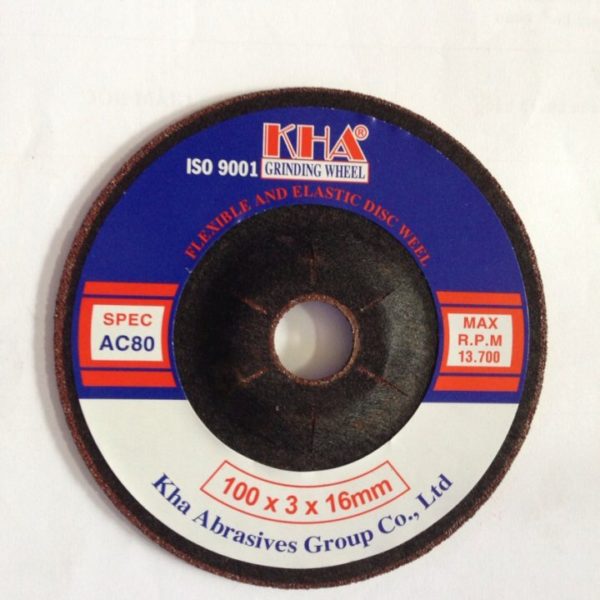 KHA®
ISO 9001 GRINDING WHEEL
FLEXIBLE AND ELASTIC DISC WEEL
SPEC
AC80
MAX
R.P.M
13.700
100 x 3 x 16mm
Kha Abrasives Group Co., Ltd